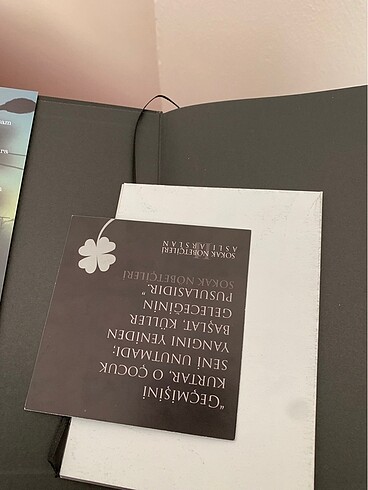 "GEÇMİŞİNİ
KURTAR, O ÇOCUK
SENİ UNUTMADI;
YANGINI YENİDEN
BAŞLAT, KÜLLER
GELECEĞİNİN
PUSULASIDIR."
SOKAK NÖBETÇİLERİ
SOKAK NÖBETÇİLERİ
ASLI ARSLAN